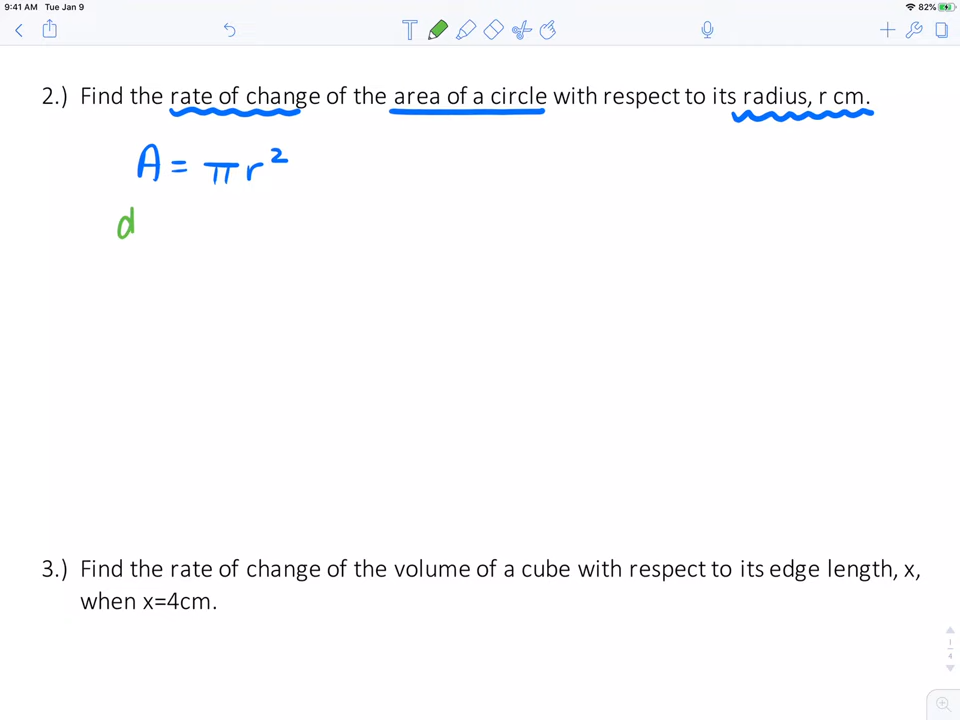 9:41 AM Tue Jan 9
82%
T
2.) Find the rate of change of the area of a circle with respect to its radius, r cm.
A = πr²
d
3.) Find the rate of change of the volume of a cube with respect to its edge length, x,
when x=4cm.
1
4